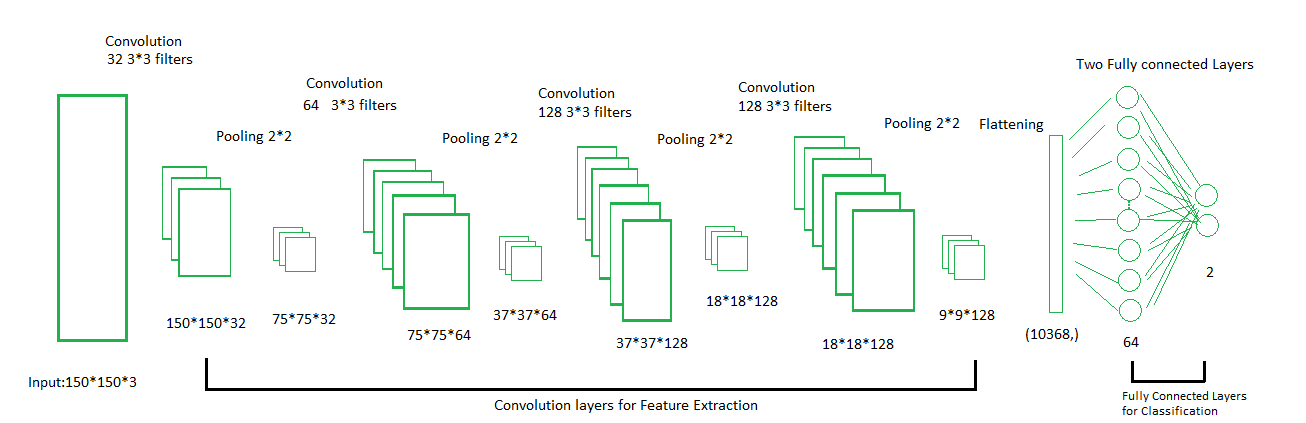 Convolution
32 3*3 filters
Convolution
64 3*3 filters
Convolution
128 3*3 filters
Convolution
128 3*3 filters
Two Fully connected Layers
Pooling 2*2
Pooling 2*2
Pooling 2*2
Pooling 2*2
Flattening
150*150*32
75*75*32
75*75*64
37*37*64
37*37*128
18*18*128
18*18*128
9*9*128
(10368,)
64
2
Input:150*150*3
Convolution layers for Feature Extraction
Fully Connected Layers
for Classification